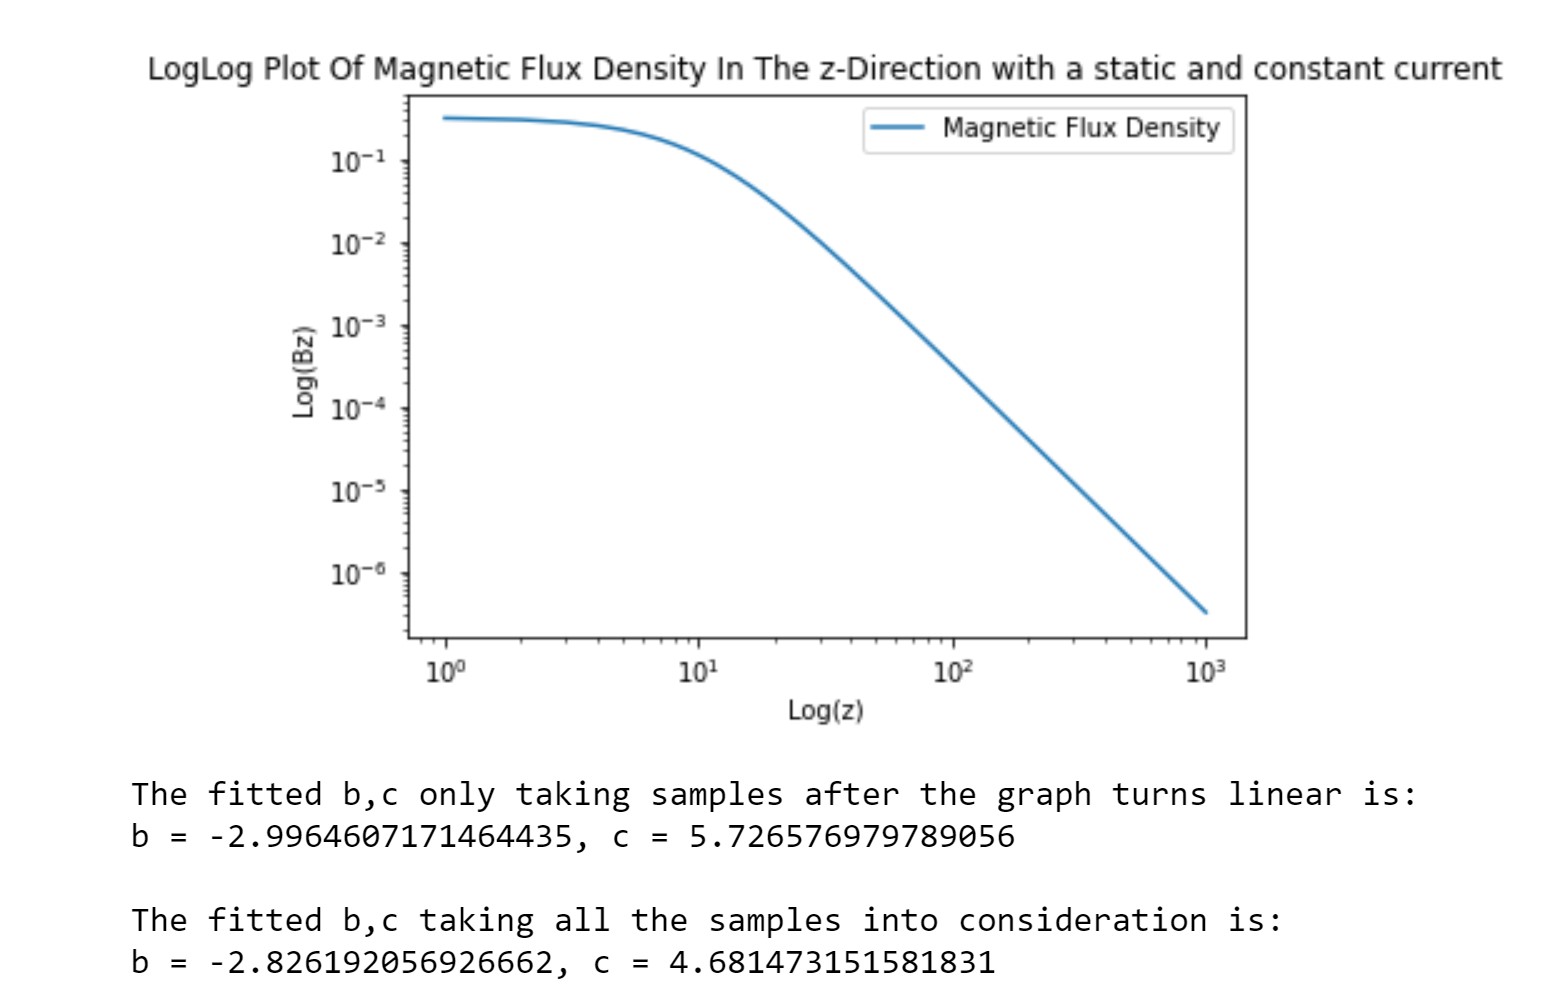 LogLog Plot Of Magnetic Flux Density In The z-Direction with a static and constant current
Magnetic Flux Density
10⁻¹
10⁻²
10⁻³
10⁻⁴
10⁻⁵
10⁻⁶
Log(Bz)
10⁰ 10¹ 10² 10³
Log(z)
The fitted b,c only taking samples after the graph turns linear is:
b = -2.9964607171464435, c = 5.726576979789056
The fitted b,c taking all the samples into consideration is:
b = -2.826192056926662, c = 4.681473151581831